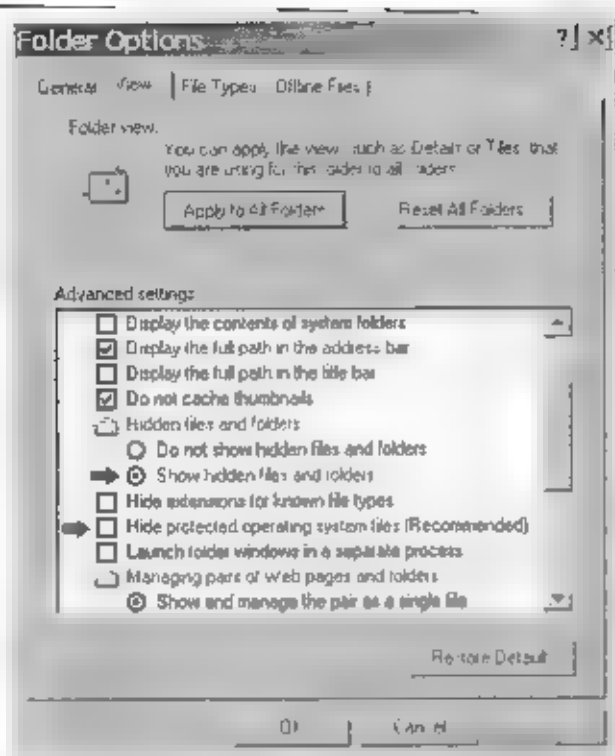 Folder Options ? ×
General View File Types Offline Files
Folder views
You can apply the view (such as Details or Tiles) that
you are using for this folder to all folders.
Apply to All Folders Reset All Folders
Advanced settings:
Display the contents of system folders
Display the full path in the address bar
Display the full path in the title bar
Do not cache thumbnails
Hidden files and folders
Do not show hidden files and folders
Show hidden files and folders
Hide extensions for known file types
Hide protected operating system files (Recommended)
Launch folder windows in a separate process
Managing pairs of Web pages and folders
Show and manage the pair as a single file
Restore Defaults
OK Cancel